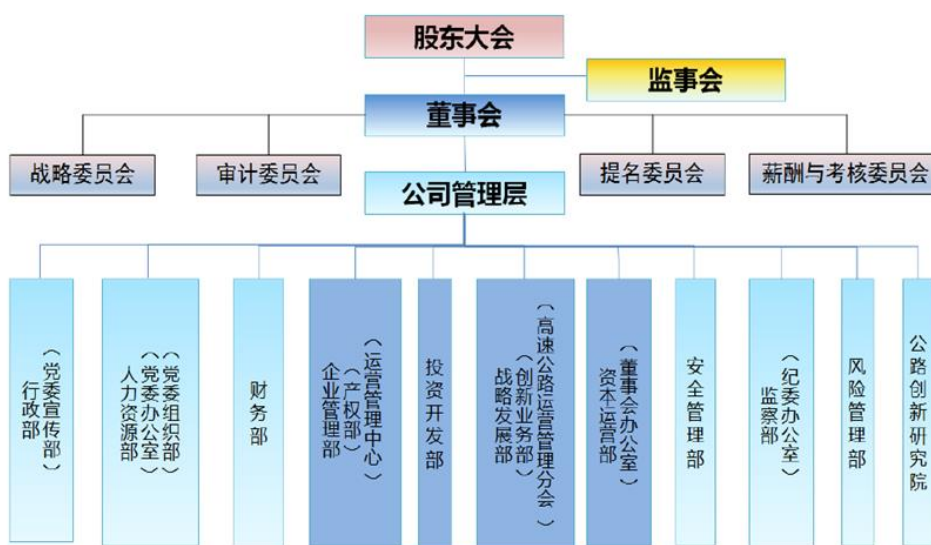 股东大会
监事会
董事会
战略委员会
审计委员会
提名委员会
薪酬与考核委员会
公司管理层
行政部
（党委宣传部）
人力资源部
（党委办公室）
（党委组织部）
财务部
企业管理部
（产权部）
（运营管理中心）
投资开发部
战略发展部
（创新业务部）
（高速公路运营管理分会）
资本运营部
（董事会办公室）
安全管理部
监察部
（纪委办公室）
风险管理部
公路创新研究院